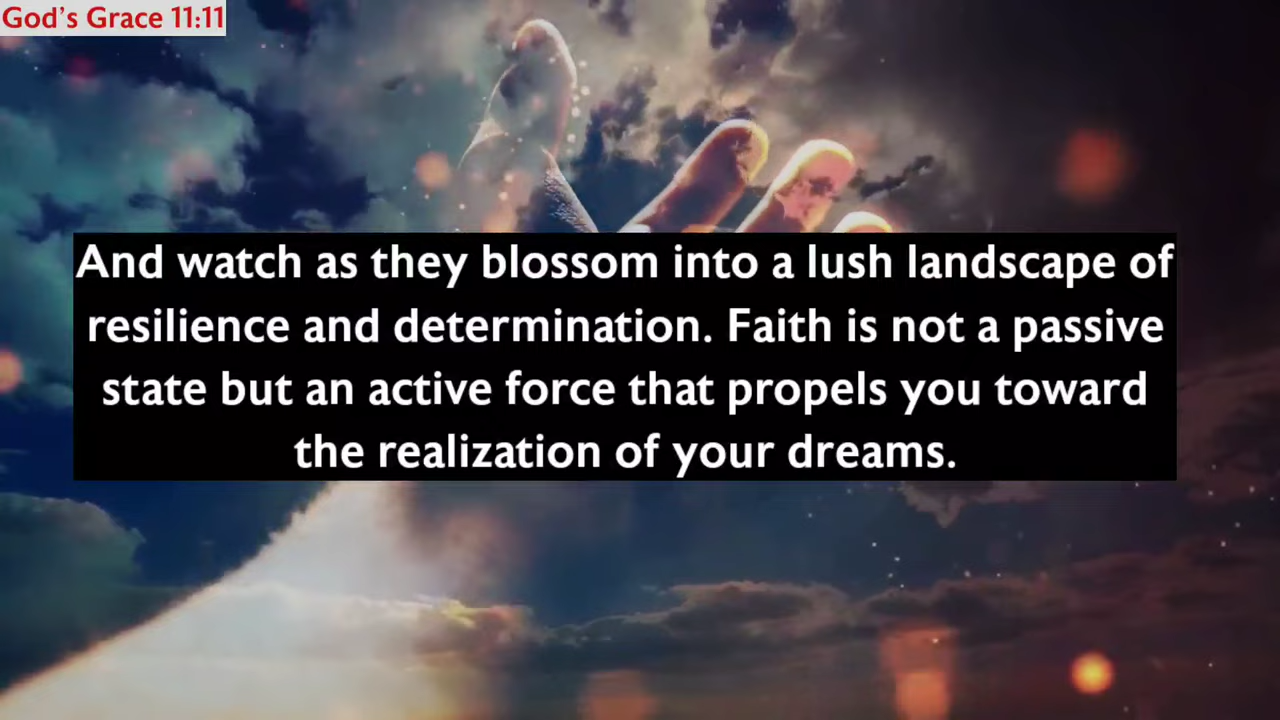 God's Grace 11:11
And watch as they blossom into a lush landscape of
resilience and determination. Faith is not a passive
state but an active force that propels you toward
the realization of your dreams.